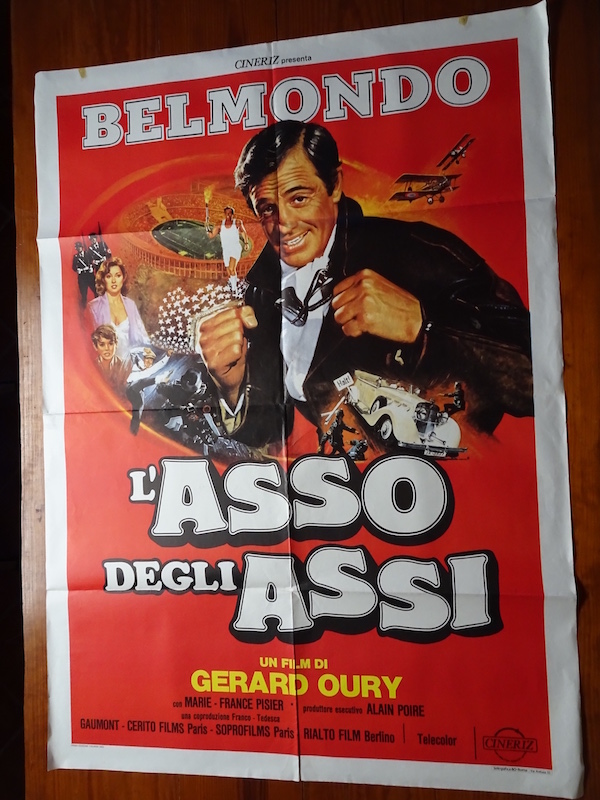 CINERIZ presenta
BELMONDO
Halt!
L'ASSO
DEGLI ASSI
UN FILM DI
GERARD OURY
con MARIE - FRANCE PISIER • produttore esecutivo ALAIN POIRE
una coproduzione Franco - Tedesca
GAUMONT - CERITO FILMS Paris - SOPROFILMS Paris RIALTO FILM Berlino Telecolor
CINERIZ